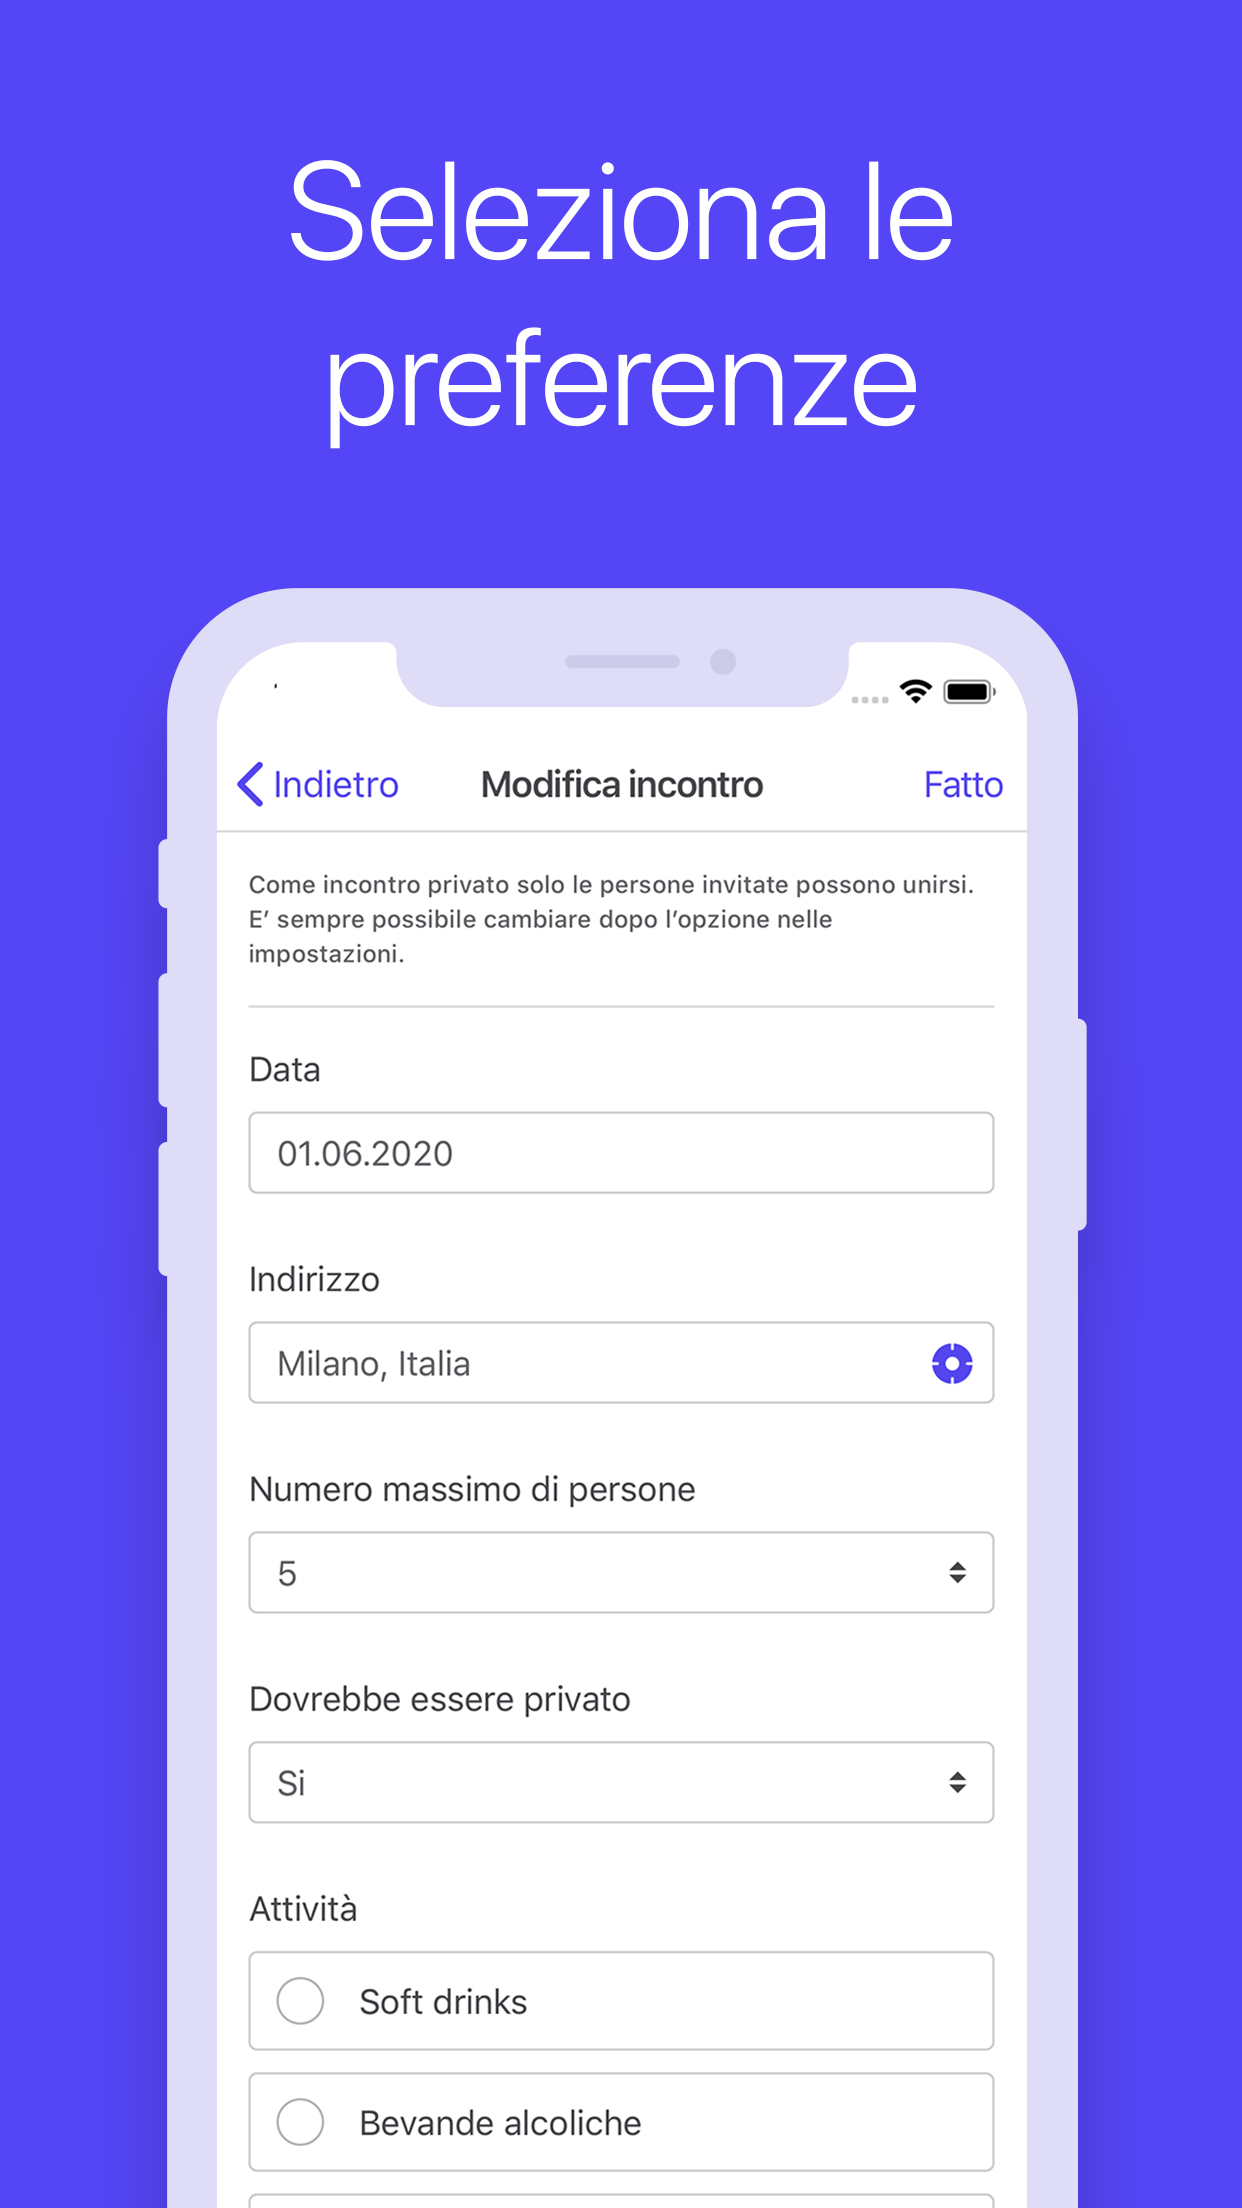 Seleziona le
preferenze
Indietro
Modifica incontro
Fatto
Come incontro privato solo le persone invitate possono unirsi.
E’ sempre possibile cambiare dopo l’opzione nelle
impostazioni.
Data
01.06.2020
Indirizzo
Milano, Italia
Numero massimo di persone
5
Dovrebbe essere privato
Si
Attività
Soft drinks
Bevande alcoliche